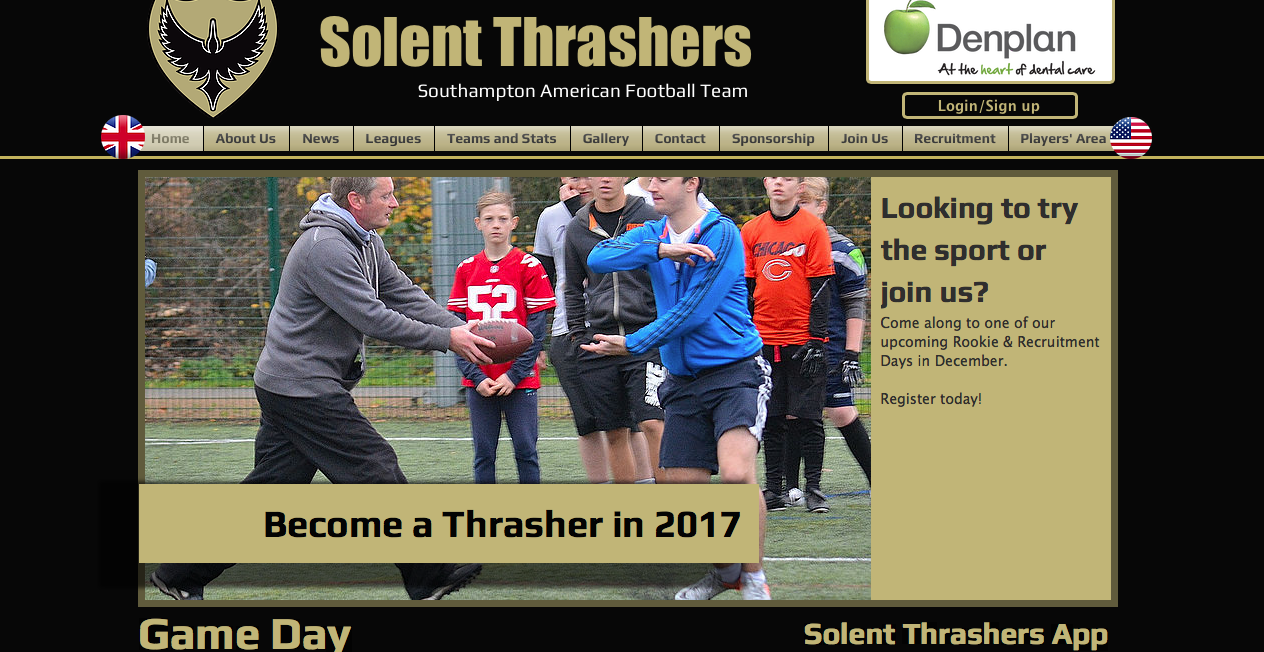 Solent Thrashers
Southampton American Football Team
Denplan
At the heart of dental care
Login/Sign up
Home
About Us
News
Leagues
Teams and Stats
Gallery
Contact
Sponsorship
Join Us
Recruitment
Players' Area
52
CHICAGO
C
Looking to try
the sport or
join us?
Come along to one of our
upcoming Rookie & Recruitment
Days in December.
Register today!
Become a Thrasher in 2017
Game Day
Solent Thrashers App